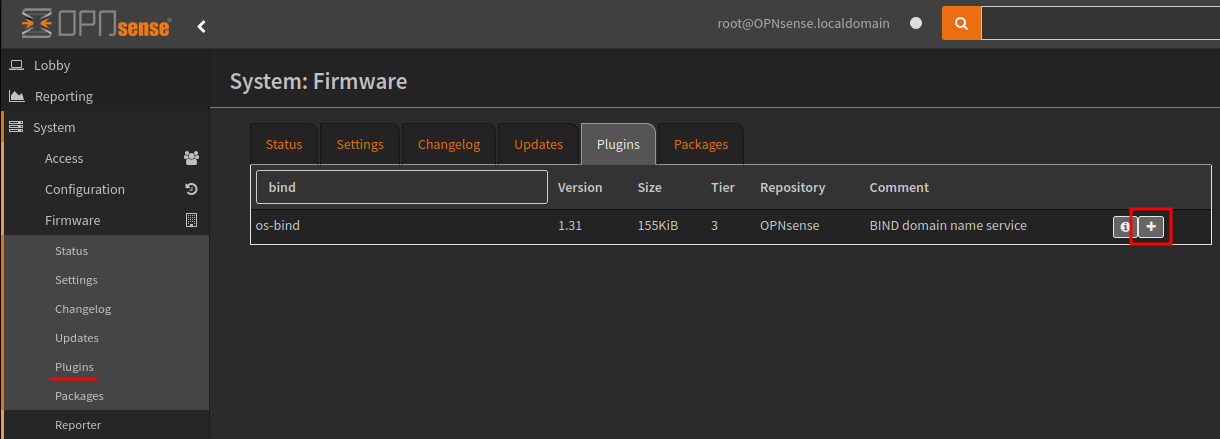 OPNsense®
root@OPNsense.localdomain
Lobby
Reporting
System
Access
Configuration
Firmware
Status
Settings
Changelog
Updates
Plugins
Packages
Reporter
System: Firmware
Status Settings Changelog Updates Plugins Packages
bind Version Size Tier Repository Comment
os-bind 1.31 155KiB 3 OPNsense BIND domain name service